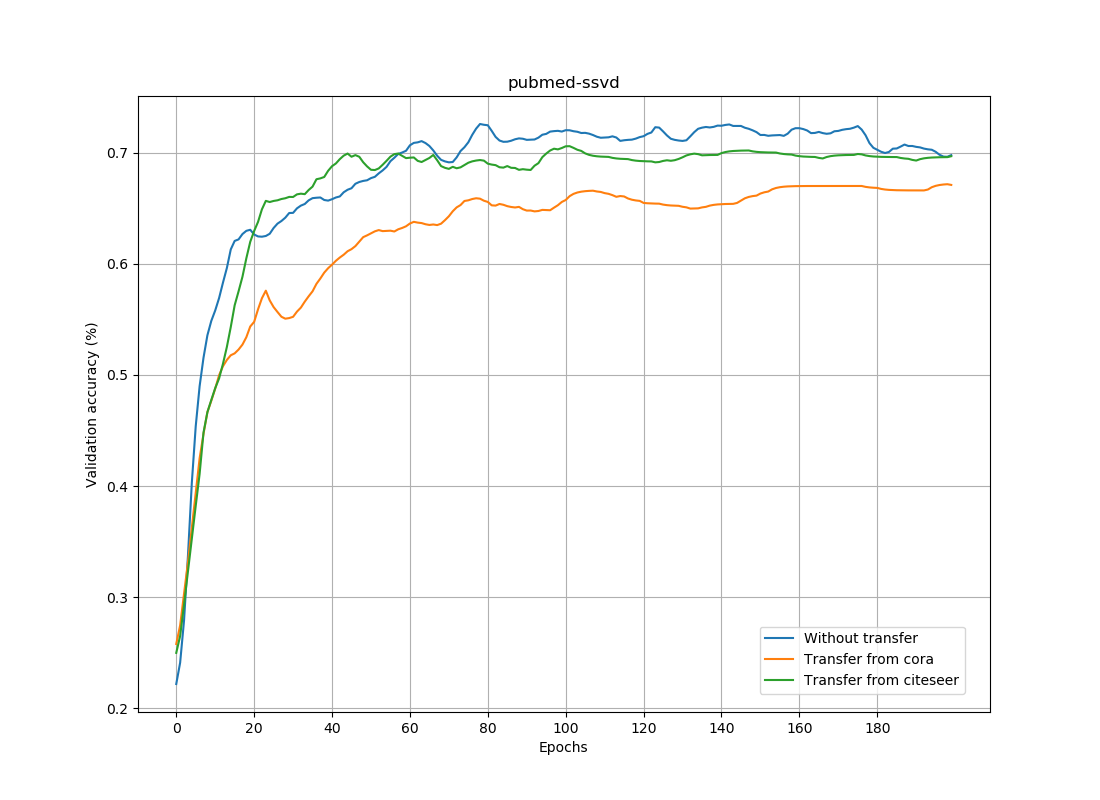 pubmed-ssvd
Validation accuracy (%)
0.7
0.6
0.5
0.4
0.3
0.2
0 20 40 60 80 100 120 140 160 180
Epochs
Without transfer
Transfer from cora
Transfer from citeseer